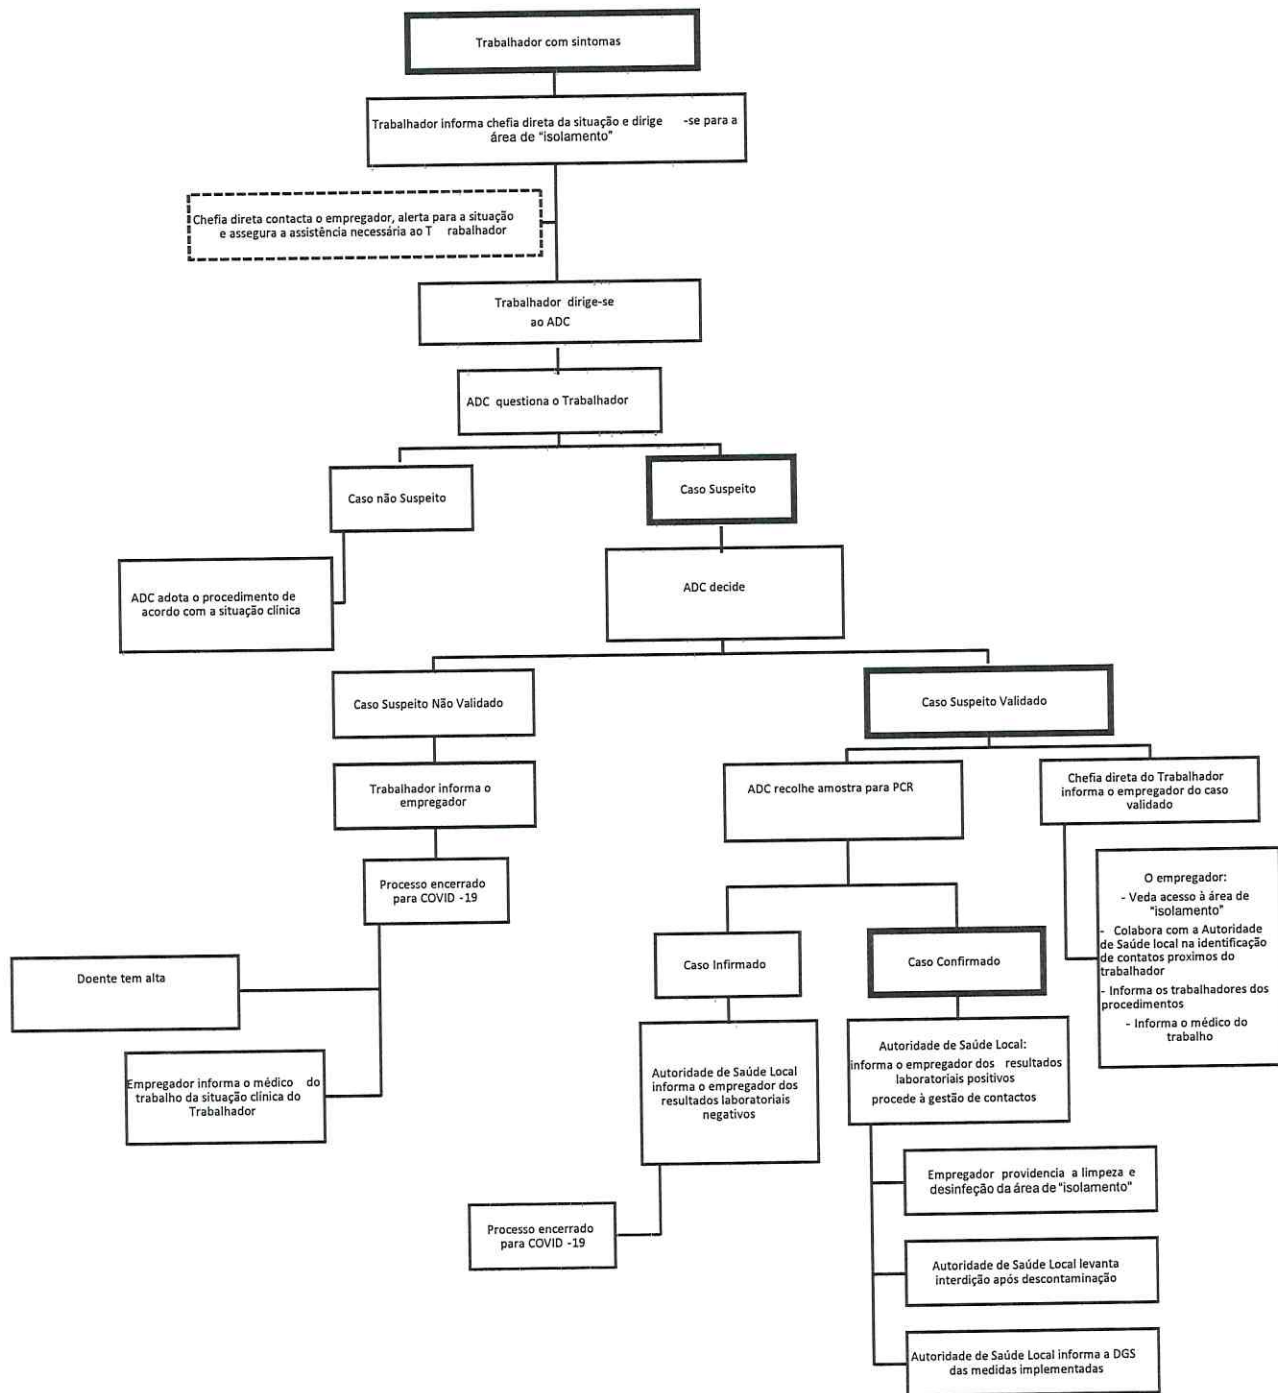 Trabalhador com sintomas
Trabalhador informa chefia direta da situação e dirige -se para a
área de "isolamento"
Chefia direta contacta o empregador, alerta para a situação
e assegura a assistência necessária ao T rabalhador
Trabalhador dirige-se
ao ADC
ADC questiona o Trabalhador
Caso não Suspeito
Caso Suspeito
ADC adota o procedimento de
acordo com a situação clínica
ADC decide
Caso Suspeito Não Validado
Caso Suspeito Validado
Trabalhador informa o
empregador
ADC recolhe amostra para PCR
Chefia direta do Trabalhador
informa o empregador do caso
validado
Processo encerrado
para COVID -19
O empregador:
- Veda acesso à área de
"isolamento"
- Colabora com a Autoridade
de Saúde local na identificação
de contatos proximos do
trabalhador
- Informa os trabalhadores dos
procedimentos
- Informa o médico do
trabalho
Doente tem alta
Caso Infirmado
Caso Confirmado
Empregador informa o médico do
trabalho da situação clínica do
Trabalhador
Autoridade de Saúde Local
informa o empregador dos
resultados laboratoriais
negativos
Autoridade de Saúde Local:
informa o empregador dos resultados
laboratoriais positivos
procede à gestão de contactos
Processo encerrado
para COVID -19
Empregador providencia a limpeza e
desinfeção da área de "isolamento"
Autoridade de Saúde Local levanta
interdição após descontaminação
Autoridade de Saúde Local informa a DGS
das medidas implementadas